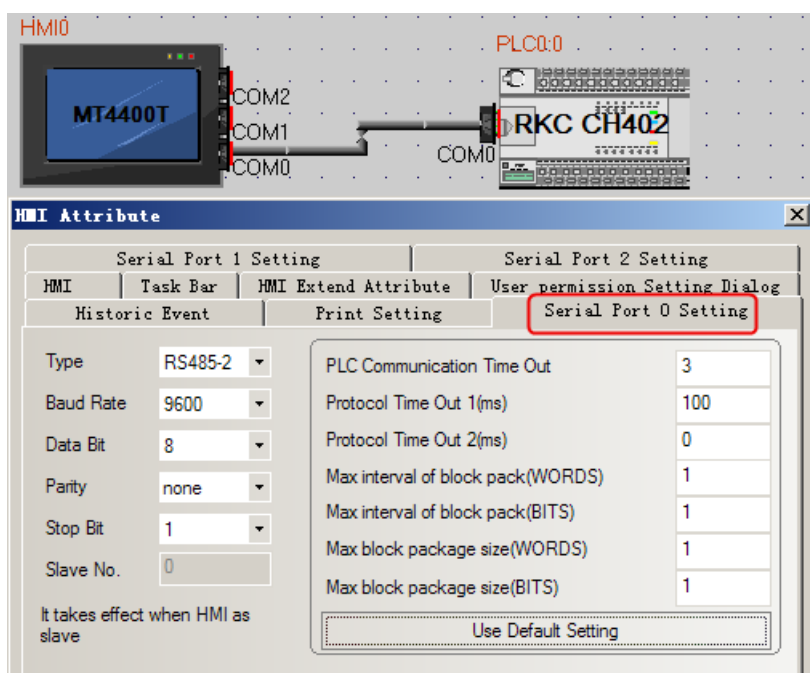 HMI0
PLC0:0
COM2
MT4400T
RKC CH402
COM1
COM0
COM0
HMI Attribute
Serial Port 1 Setting
Serial Port 2 Setting
HMI
Task Bar
HMI Extend Attribute
User permission Setting Dialog
Historic Event
Print Setting
Serial Port 0 Setting
Type
RS485-2
PLC Communication Time Out
3
Baud Rate
9600
Protocol Time Out 1(ms)
100
Data Bit
8
Protocol Time Out 2(ms)
0
Parity
none
Max interval of block pack(WORDS)
1
Max interval of block pack(BITS)
1
Stop Bit
1
Max block package size(WORDS)
1
Slave No.
0
Max block package size(BITS)
1
It takes effect when HMI as
slave
Use Default Setting